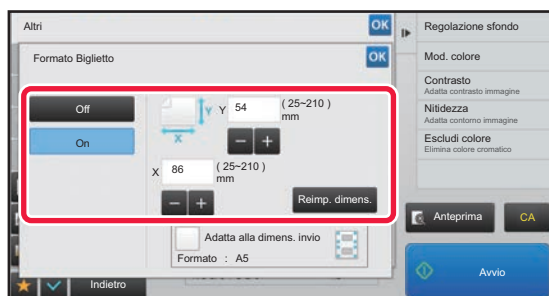 Altri
OK
Formato Biglietto
OK
Off
On
Y
X
Y 54 ( 25~210 ) mm
- +
X 86 ( 25~210 ) mm
- +
Reimp. dimens.
Adatta alla dimens. invio
Formato : A5
Indietro
Regolazione sfondo
Mod. colore
Contrasto
Adatta contrasto immagine
Nitidezza
Adatta contorno immagine
Escludi colore
Elimina colore cromatico
Anteprima
CA
Avvio